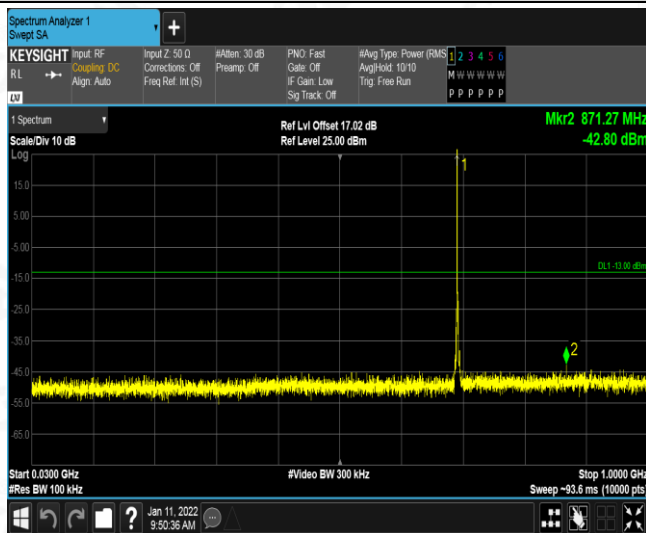 Spectrum Analyzer 1
Swept SA
+
KEYSIGHT
RL
LXI
Input: RF
Coupling: DC
Align: Auto
Input Z: 50 Ω
Corrections: Off
Freq Ref: Int (S)
#Atten: 30 dB
Preamp: Off
PNO: Fast
Gate: Off
IF Gain: Low
Sig Track: Off
#Avg Type: Power (RMS
Avg|Hold: 10/10
Trig: Free Run
1 2 3 4 5 6
M W W W W W
P P P P P P
1 Spectrum
Scale/Div 10 dB
Log
Ref Lvl Offset 17.02 dB
Ref Level 25.00 dBm
Mkr2 871.27 MHz
-42.80 dBm
1
15.0
5.00
-5.00
DL1 -13.00 dBm
-15.0
-25.0
-35.0
2
-45.0
-55.0
-65.0
Start 0.0300 GHz
#Res BW 100 kHz
#Video BW 300 kHz
Stop 1.0000 GHz
Sweep ~93.6 ms (10000 pts)
?
Jan 11, 2022
9:50:36 AM